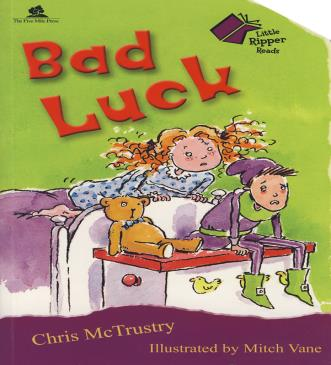 The Five Mile Press
Little
Ripper
Reads
Bad
Luck
Chris McTrustry
Illustrated by Mitch Vane